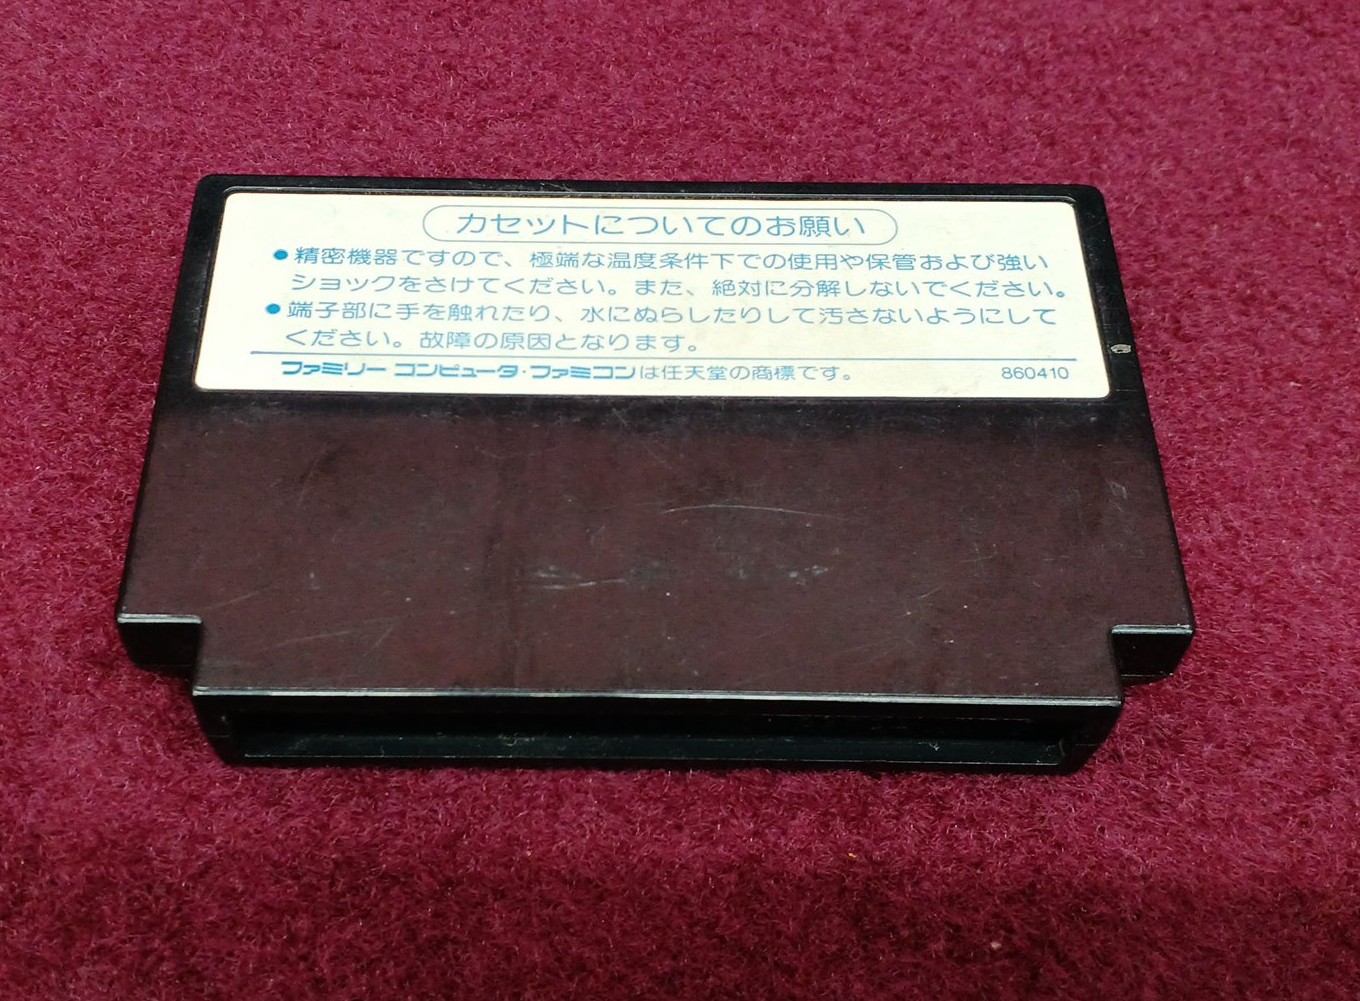 カセットについてのお願い
●精密機器ですので、極端な温度条件下での使用や保管および強い
ショックをさけてください。また、絶対に分解しないでください。
●端子部に手を触れたり、水にぬらしたりして汚さないようにして
ください。故障の原因となります。
ファミリー コンピュータ・ファミコンは任天堂の商標です。 860410